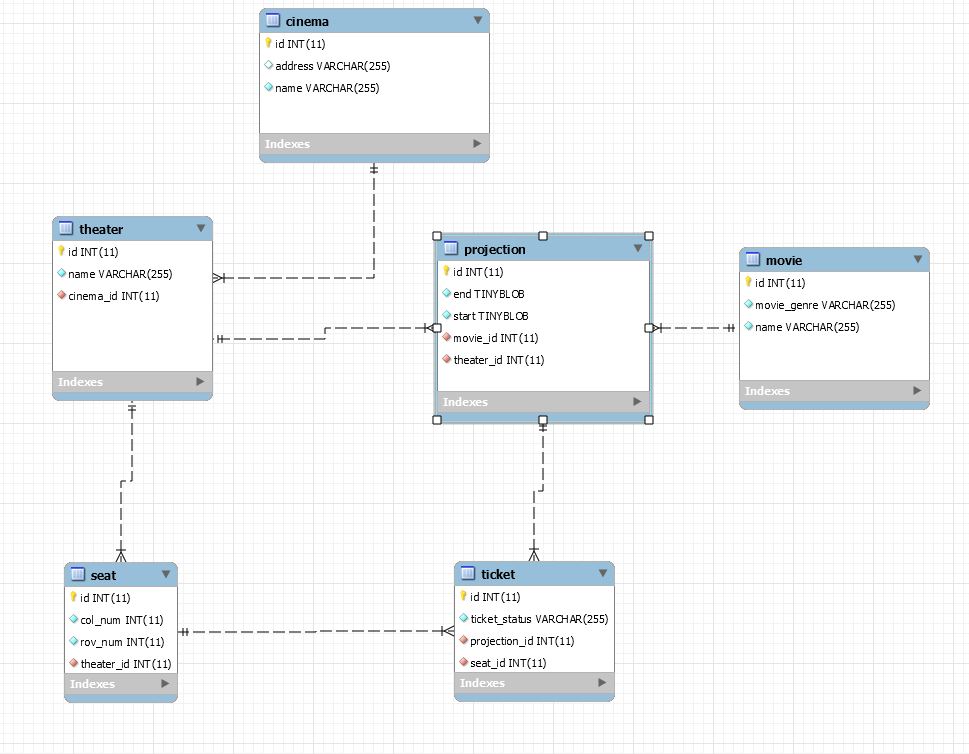 cinema
id INT(11)
address VARCHAR(255)
name VARCHAR(255)
Indexes
theater
id INT(11)
name VARCHAR(255)
cinema_id INT(11)
Indexes
projection
id INT(11)
end TINYBLOB
start TINYBLOB
movie_id INT(11)
theater_id INT(11)
Indexes
movie
id INT(11)
movie_genre VARCHAR(255)
name VARCHAR(255)
Indexes
seat
id INT(11)
col_num INT(11)
rov_num INT(11)
theater_id INT(11)
Indexes
ticket
id INT(11)
ticket_status VARCHAR(255)
projection_id INT(11)
seat_id INT(11)
Indexes